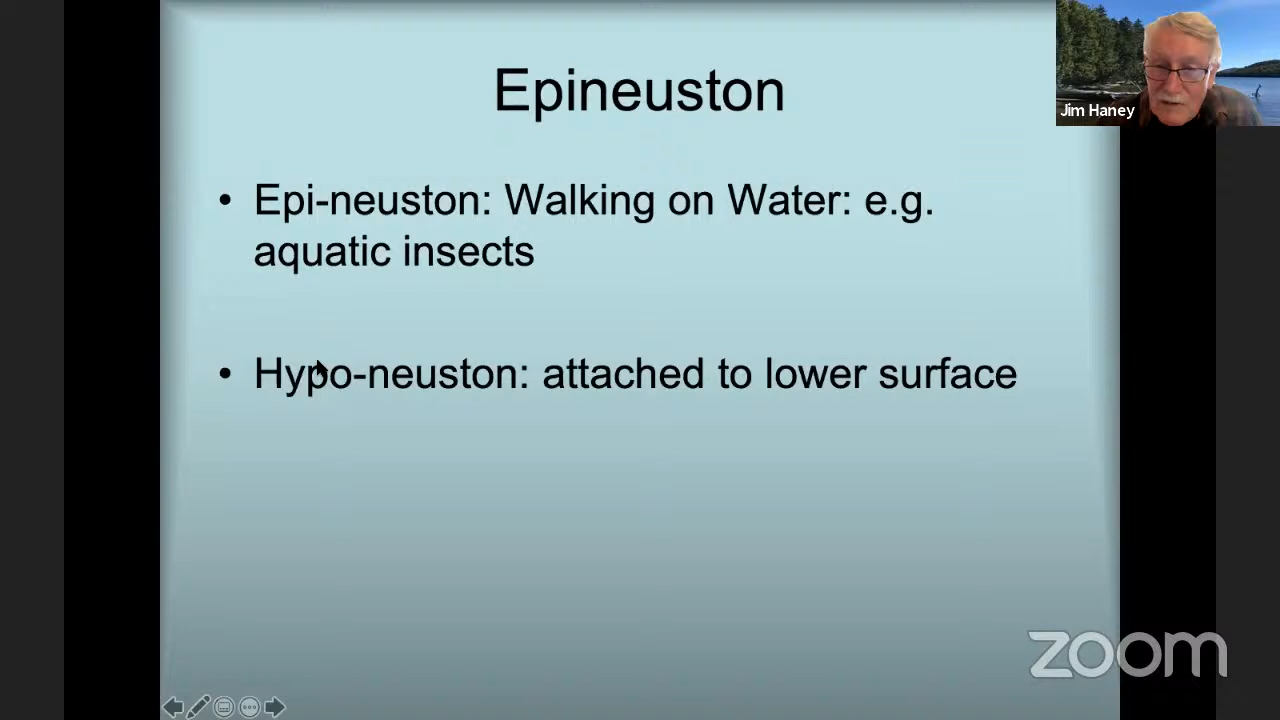 Epineuston
Jim Haney
• Epi-neuston: Walking on Water: e.g.
aquatic insects
• Hypo-neuston: attached to lower surface
zoom